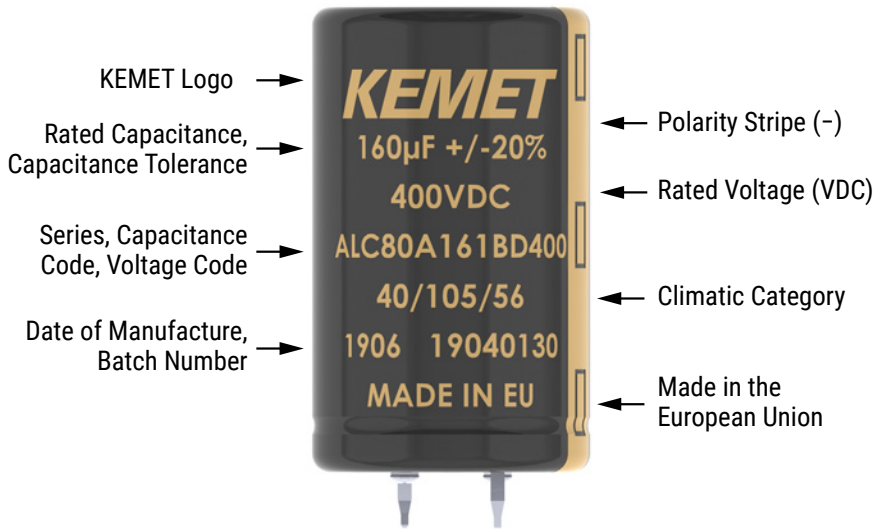 KEMET Logo
Rated Capacitance,
Capacitance Tolerance
Series, Capacitance
Code, Voltage Code
Date of Manufacture,
Batch Number
KEMET
160µF +/-20%
400VDC
ALC80A161BD400
40/105/56
1906 19040130
MADE IN EU
Polarity Stripe (−)
Rated Voltage (VDC)
Climatic Category
Made in the
European Union